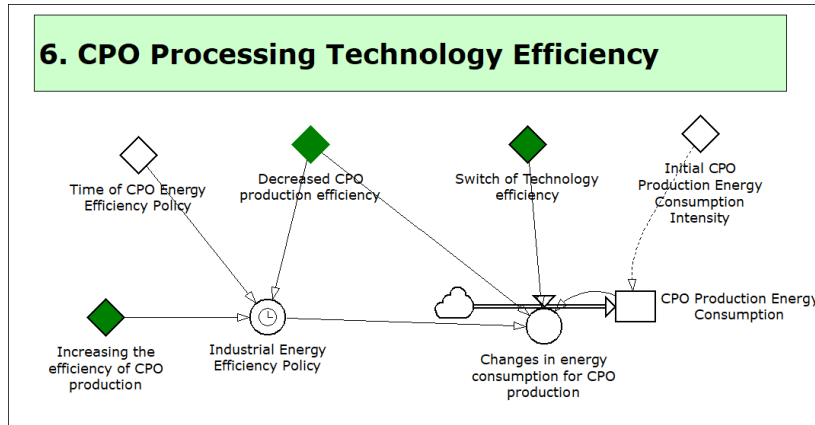 6. CPO Processing Technology Efficiency
Time of CPO Energy
Efficiency Policy
Decreased CPO
production efficiency
Switch of Technology
efficiency
Initial CPO
Production Energy
Consumption
Intensity
Increasing the
efficiency of CPO
production
Industrial Energy
Efficiency Policy
Changes in energy
consumption for CPO
production
CPO Production Energy
Consumption